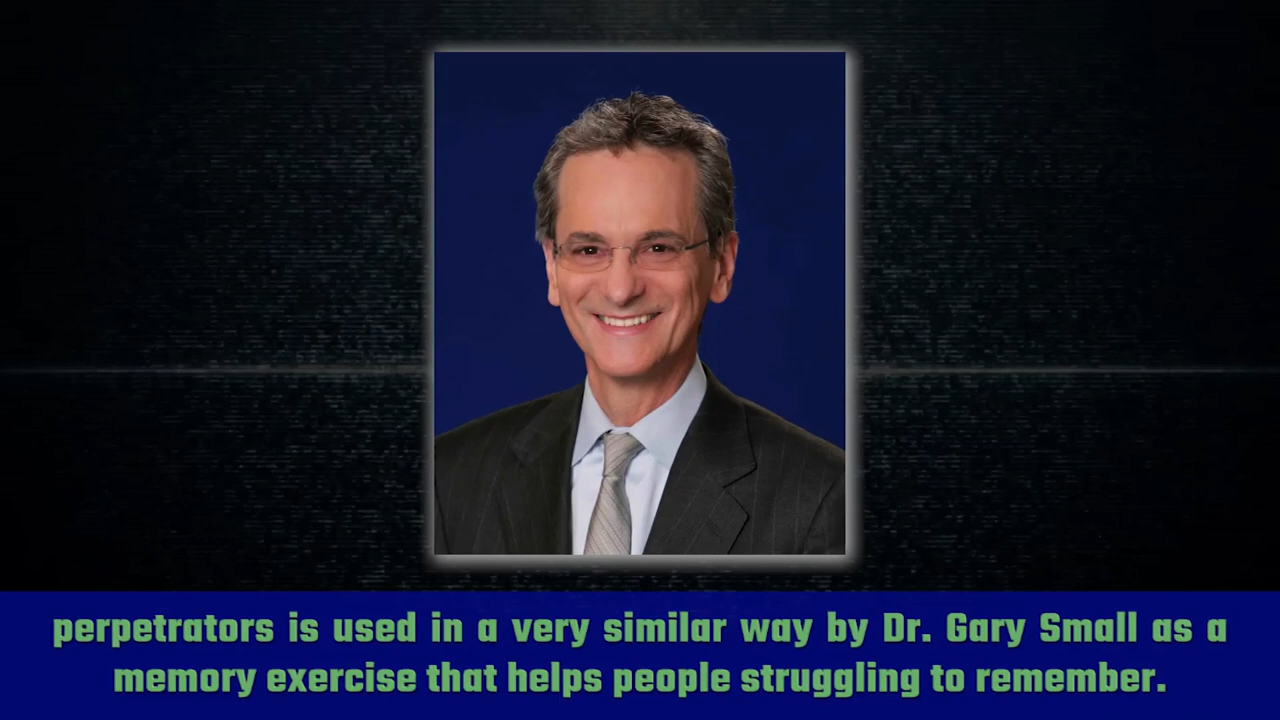 perpetrators is used in a very similar way by Dr. Gary Small as a
memory exercise that helps people struggling to remember.